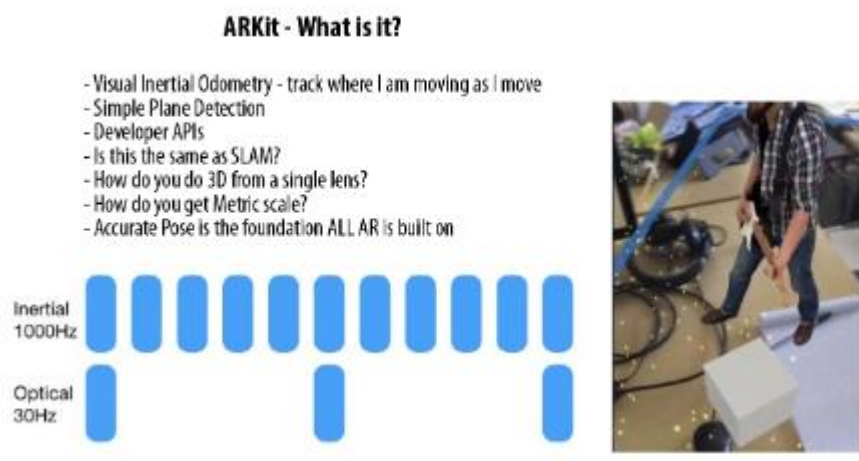 ARKit - What is it?
- Visual Inertial Odometry - track where I am moving as I move
- Simple Plane Detection
- Developer APIs
- Is this the same as SLAM?
- How do you do 3D from a single lens?
- How do you get Metric scale?
- Accurate Pose is the foundation ALL AR is built on
Inertial
1000Hz
Optical
30Hz